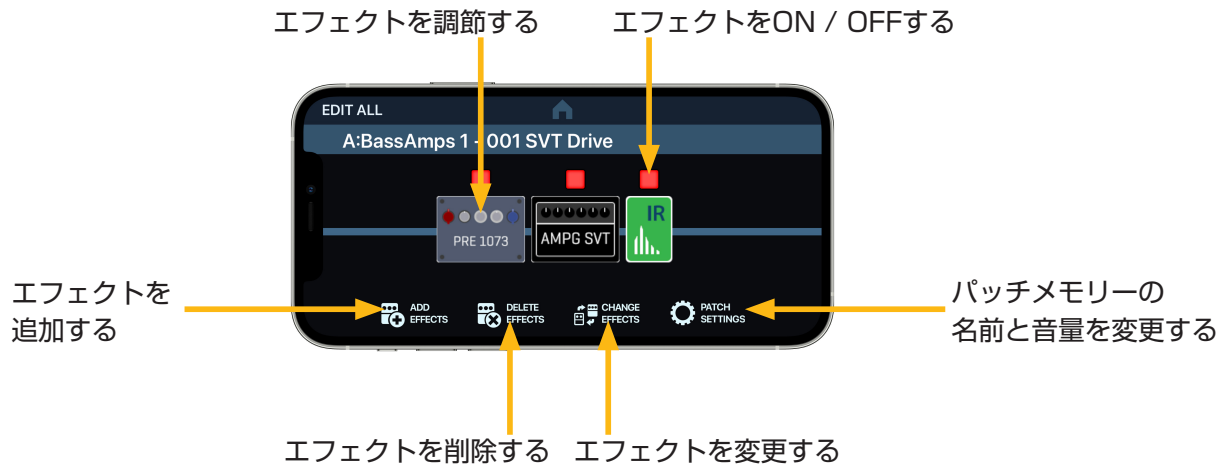 エフェクトを調節する
エフェクトをON / OFFする
EDIT ALL
A:BassAmps 1 - 001 SVT Drive
IR
PRE 1073
AMPG SVT
エフェクトを
追加する
ADD
EFFECTS
DELETE
EFFECTS
CHANGE
EFFECTS
PATCH
SETTINGS
パッチメモリーの
名前と音量を変更する
エフェクトを削除する
エフェクトを変更する